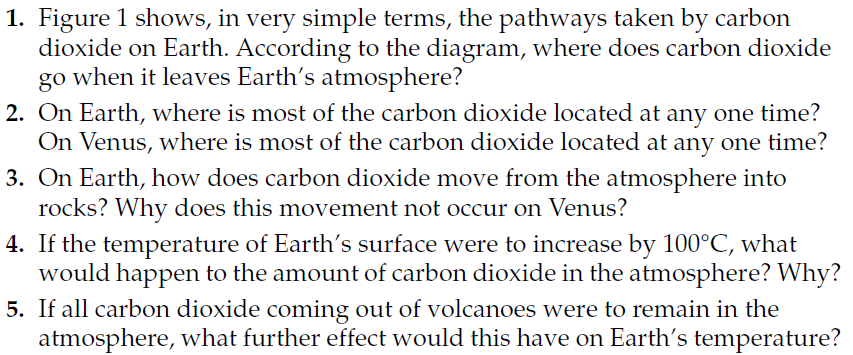 1. Figure 1 shows, in very simple terms, the pathways taken by carbon
dioxide on Earth. According to the diagram, where does carbon dioxide
go when it leaves Earth’s atmosphere?
2. On Earth, where is most of the carbon dioxide located at any one time?
On Venus, where is most of the carbon dioxide located at any one time?
3. On Earth, how does carbon dioxide move from the atmosphere into
rocks? Why does this movement not occur on Venus?
4. If the temperature of Earth’s surface were to increase by 100°C, what
would happen to the amount of carbon dioxide in the atmosphere? Why?
5. If all carbon dioxide coming out of volcanoes were to remain in the
atmosphere, what further effect would this have on Earth’s temperature?